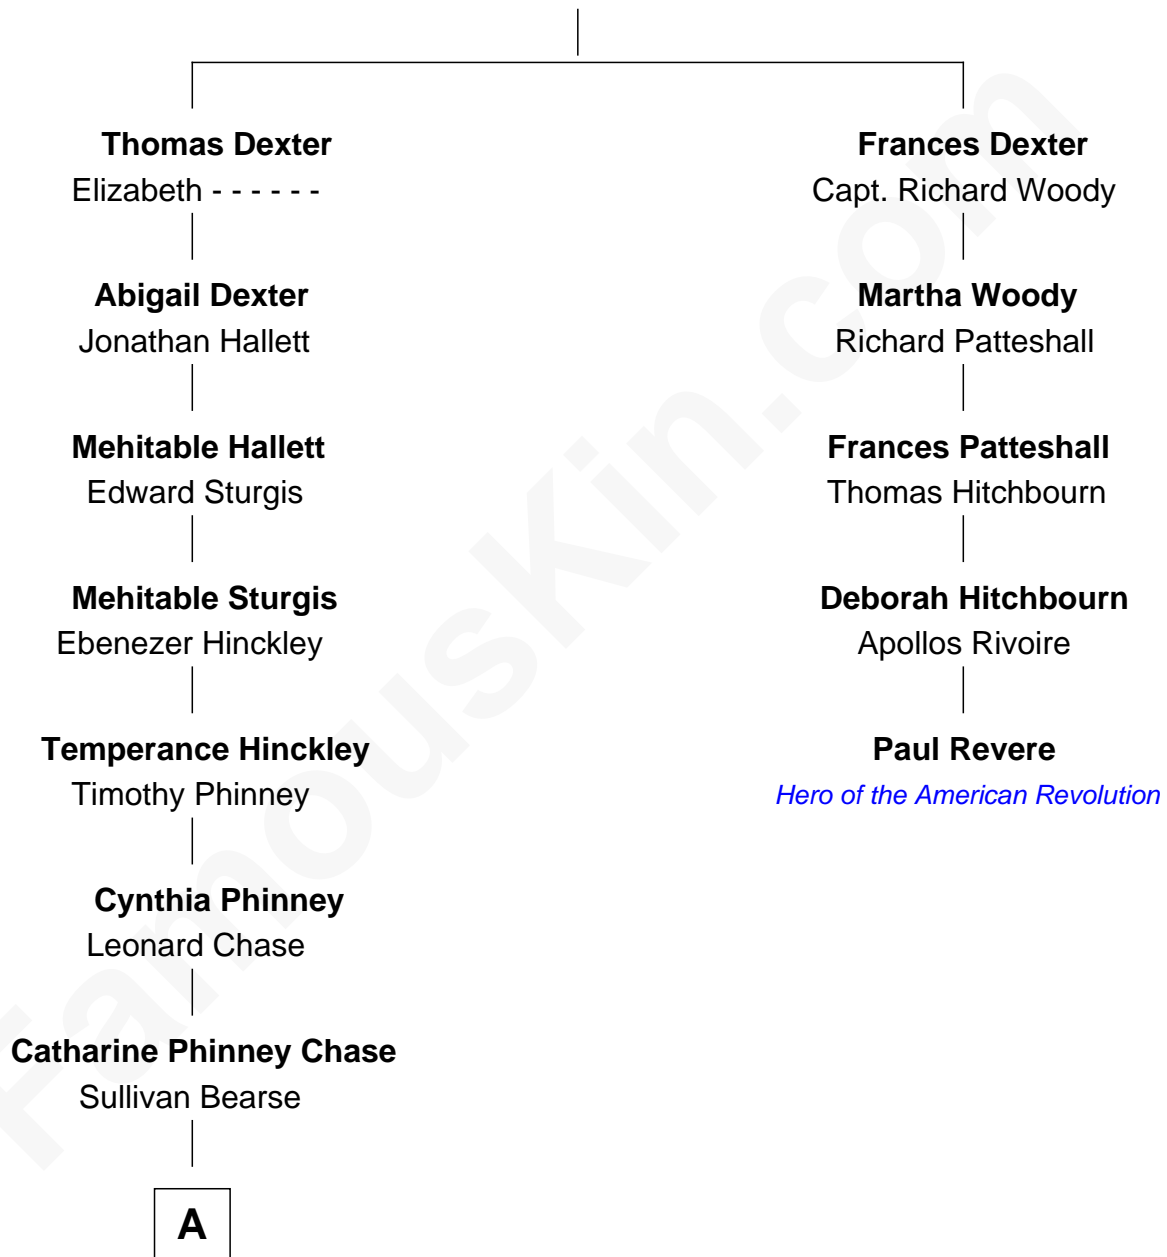 Thomas Dexter
Elizabeth - - - - - -
Frances Dexter
Capt. Richard Woody
Abigail Dexter
Jonathan Hallett
Martha Woody
Richard Patteshall
Mehitable Hallett
Edward Sturgis
Frances Patteshall
Thomas Hitchbourn
Mehitable Sturgis
Ebenezer Hinckley
Deborah Hitchbourn
Apollos Rivoire
Temperance Hinckley
Timothy Phinney
Paul Revere
Hero of the American Revolution
Cynthia Phinney
Leonard Chase
Catharine Phinney Chase
Sullivan Bearse
A
FamousKin.com